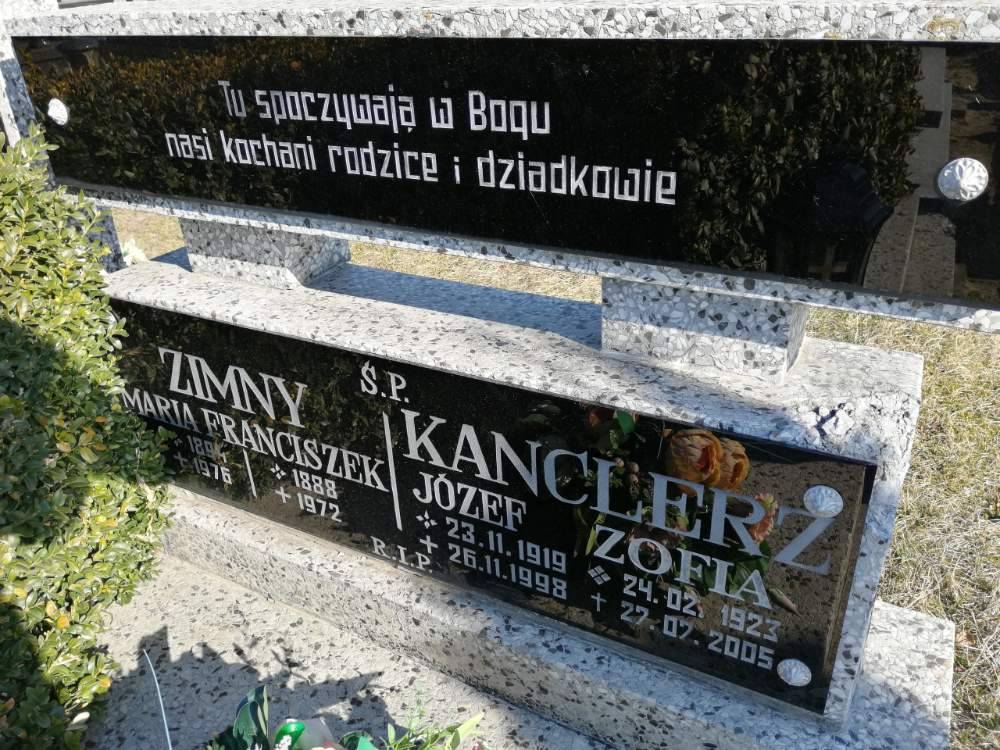 Tu spoczywają w Bogu
nasi kochani rodzice i dziadkowie
Ś.P.
ZIMNY
MARIA FRANCISZEK
1888
+ 1976
+ 1972
KANCLERZ
JÓZEF
23.11.1919
+ 26.11.1998
ZOFIA
24.02.1923
+ 27.07.2005
R.I.P.